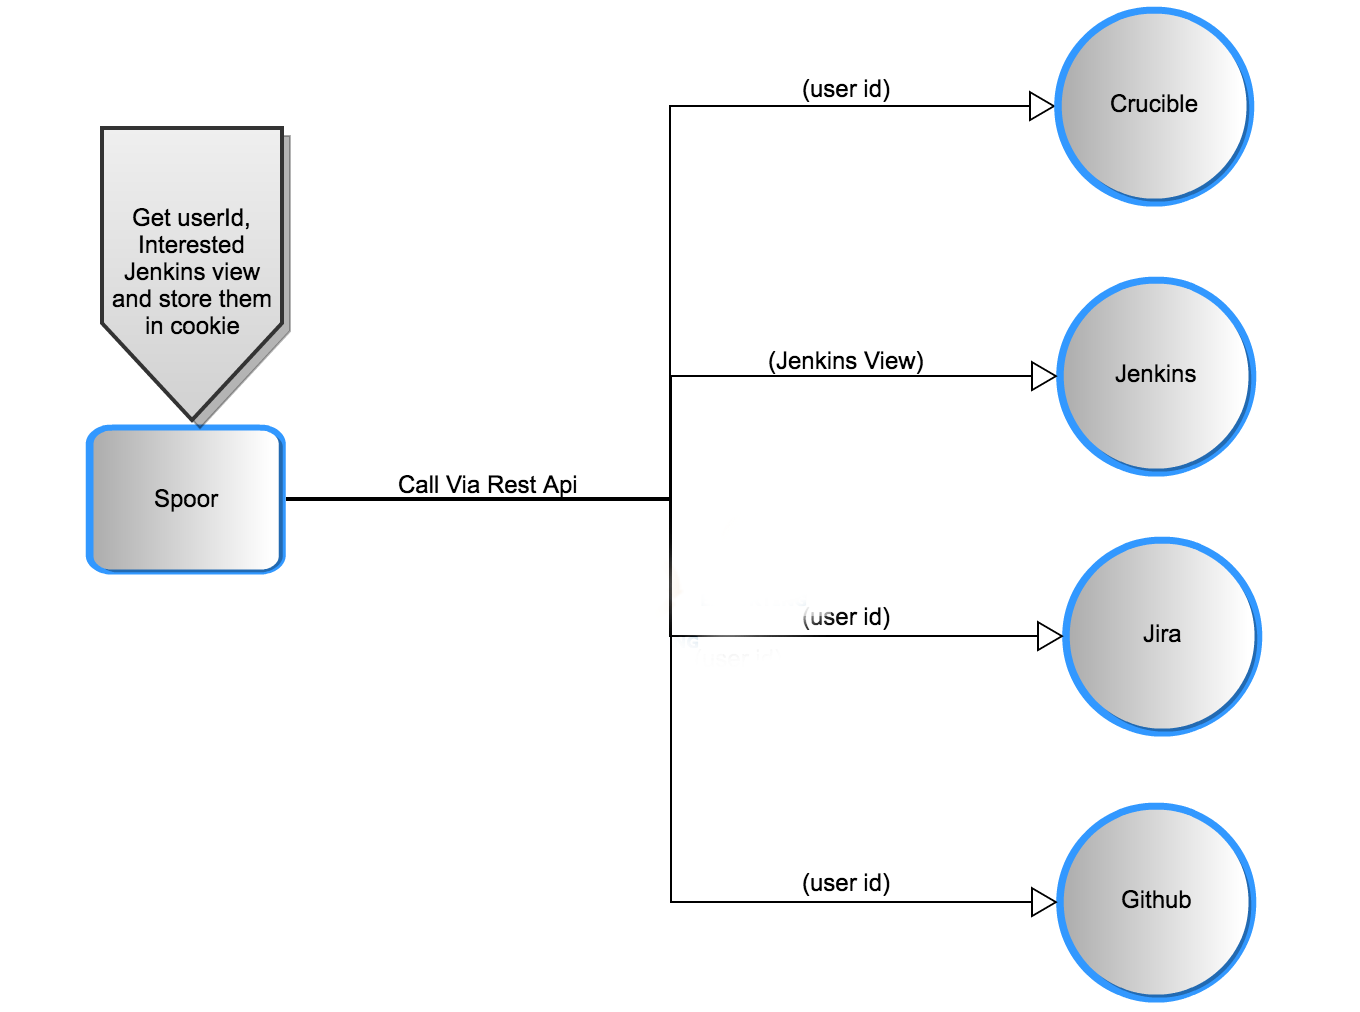 (user id)
Crucible
Get userId,
Interested
Jenkins view
and store them
in cookie
(Jenkins View)
Jenkins
Call Via Rest Api
Spoor
(user id)
Jira
(user id)
Github